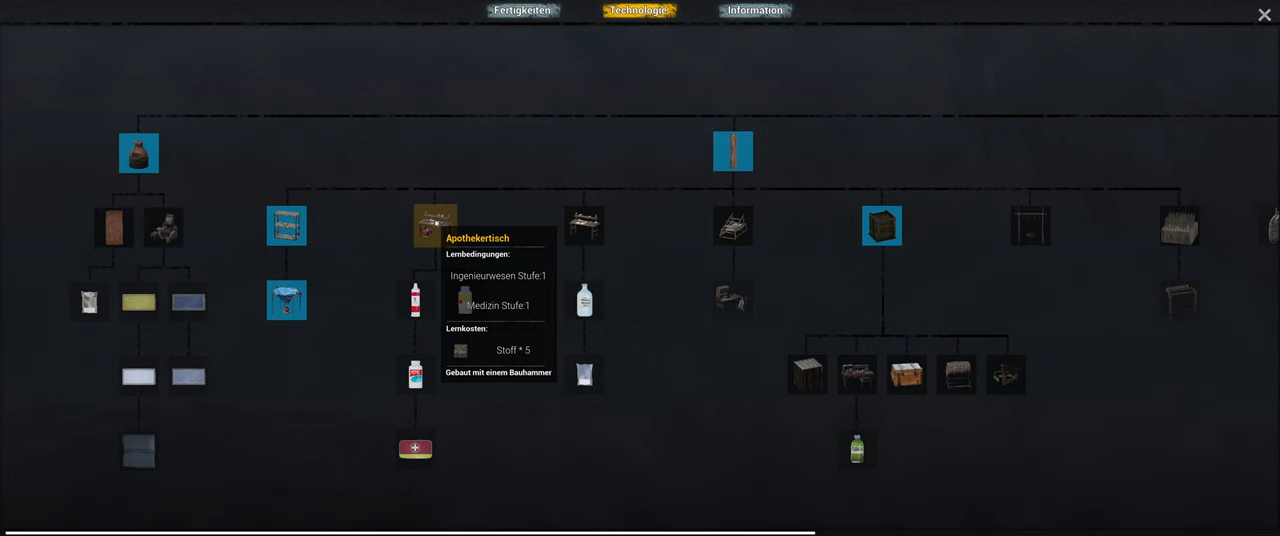 Fertigkeiten
Technologie
Information
Apothekertisch
Lernbedingungen:
Ingenieurwesen Stufe:1
Medizin Stufe:1
Lernkosten:
Stoff * 5
Gebaut mit einem Bauhammer